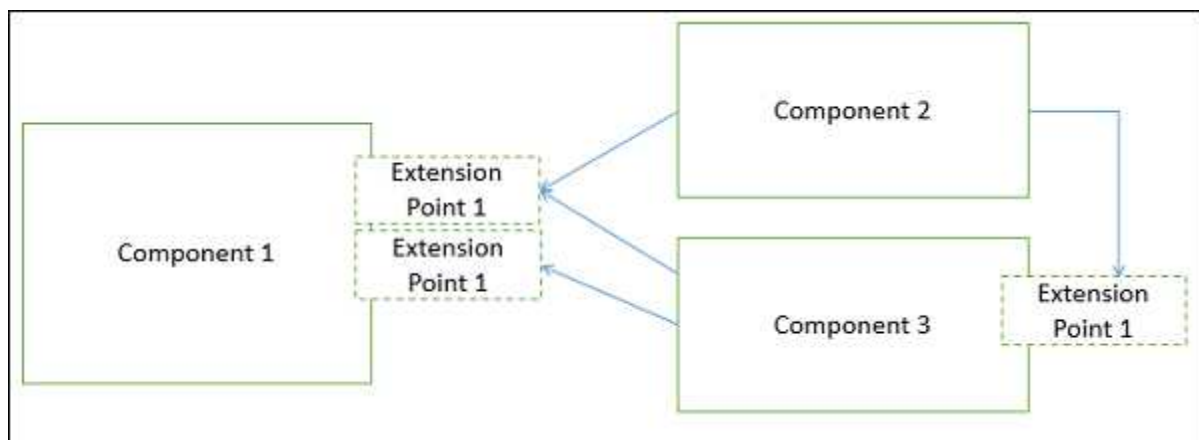 Component 1
Extension
Point 1
Extension
Point 1
Component 2
Component 3
Extension
Point 1